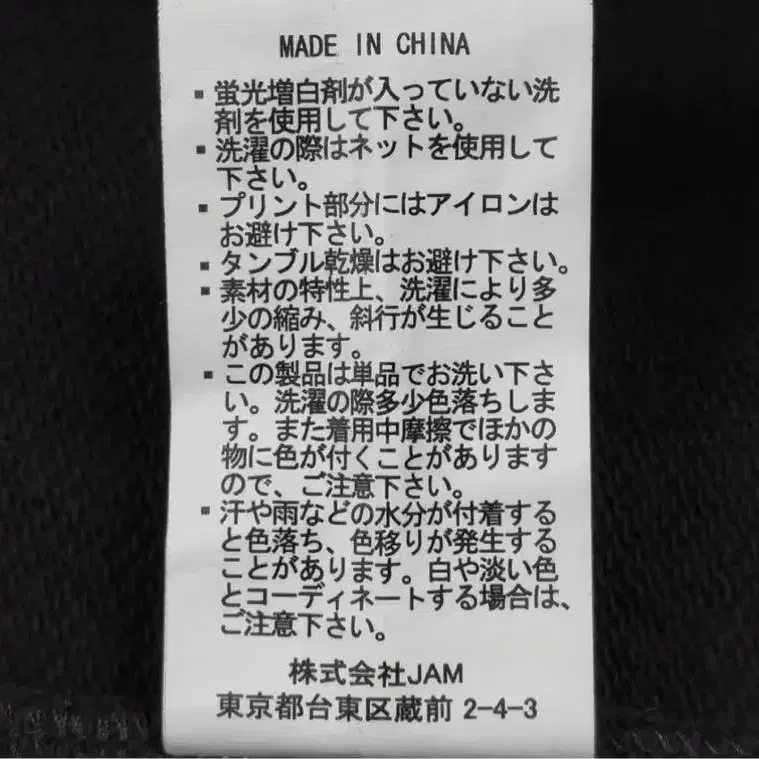 MADE IN CHINA
▪ 蛍光増白剤が入っていない洗
剤を使用して下さい。
▪ 洗濯の際はネットを使用して
下さい。
▪ プリント部分にはアイロンは
お避け下さい。
▪ タンブル乾燥はお避け下さい。
▪ 素材の特性上、洗濯により多
少の縮み、斜行が生じること
があります。
▪ この製品は単品でお洗い下さ
い。洗濯の際多少色落ちしま
す。また着用中摩擦でほかの
物に色が付くことがあります
ので、ご注意下さい。
▪ 汗や雨などの水分が付着する
と色落ち、色移りが発生する
ことがあります。白や淡い色
とコーディネートする場合は、
ご注意下さい。
株式会社JAM
東京都台東区蔵前 2-4-3